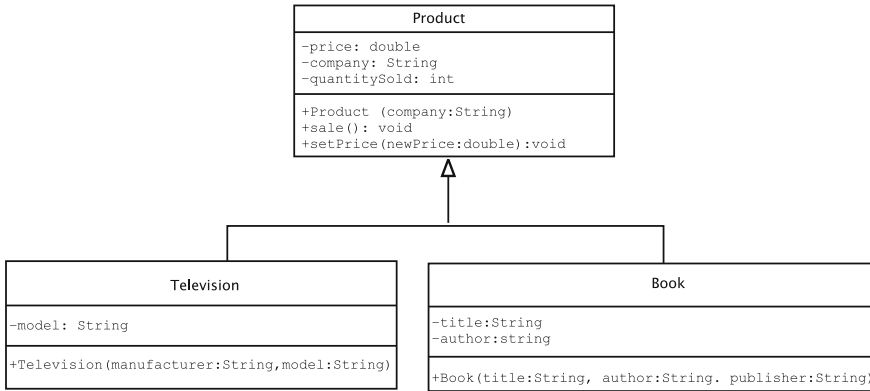 Product
-price: double
-company: String
-quantitySold: int
+Product (company:String)
+sale(): void
+setPrice(newPrice:double):void
Television
-model: String
+Television(manufacturer:String,model:String)
Book
-title:String
-author:string
+Book(title:String, author:String. publisher:String)